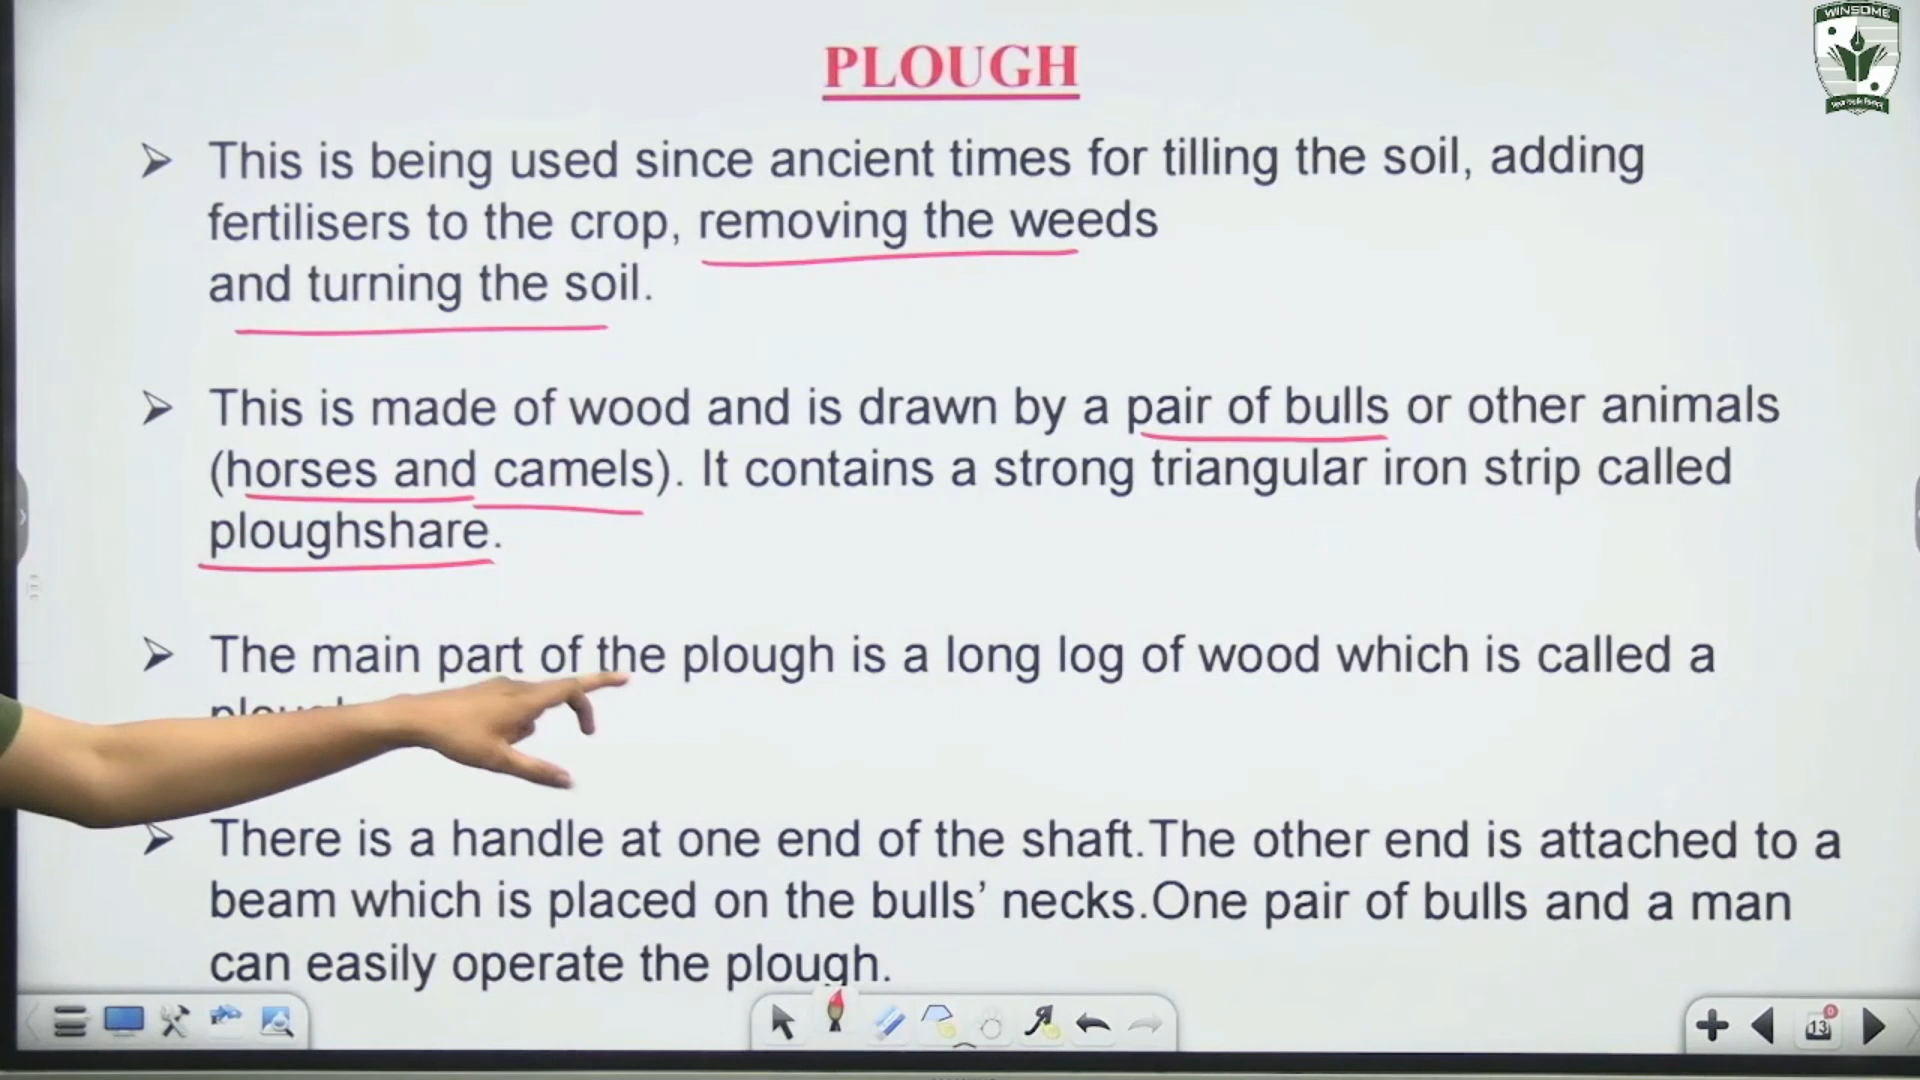 WINSOME
PLOUGH
➢ This is being used since ancient times for tilling the soil, adding
fertilisers to the crop, removing the weeds
and turning the soil.
➢ This is made of wood and is drawn by a pair of bulls or other animals
(horses and camels). It contains a strong triangular iron strip called
ploughshare.
➢ The main part of the plough is a long log of wood which is called a
➢ There is a handle at one end of the shaft.The other end is attached to a
beam which is placed on the bulls’ necks.One pair of bulls and a man
can easily operate the plough.
13